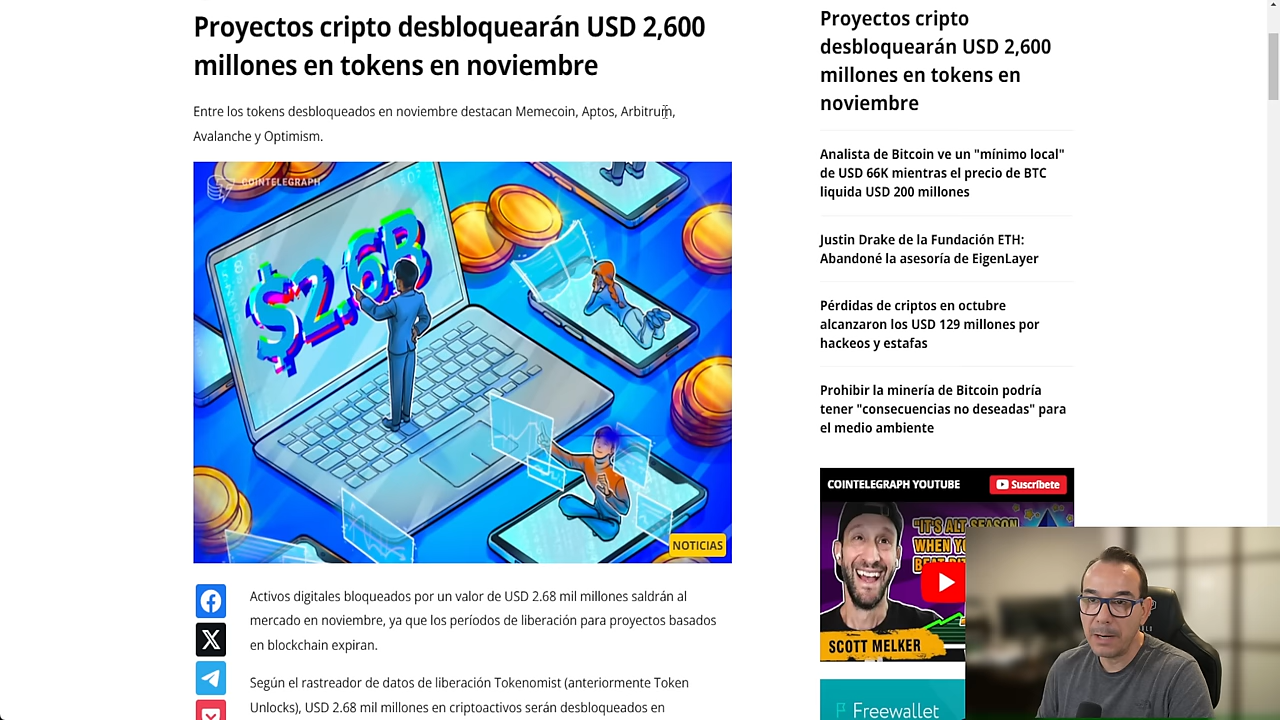 Proyectos cripto desbloquearán USD 2,600
millones en tokens en noviembre
Entre los tokens desbloqueados en noviembre destacan Memecoin, Aptos, Arbitrum,
Avalanche y Optimism.
COINTELEGRAPH
$2.6B
NOTICIAS
Activos digitales bloqueados por un valor de USD 2.68 mil millones saldrán al
mercado en noviembre, ya que los períodos de liberación para proyectos basados
en blockchain expiran.
Según el rastreador de datos de liberación Tokenomist (anteriormente Token
Unlocks), USD 2.68 mil millones en criptoactivos serán desbloqueados en
Proyectos cripto
desbloquearán USD 2,600
millones en tokens en
noviembre
Analista de Bitcoin ve un "mínimo local"
de USD 66K mientras el precio de BTC
liquida USD 200 millones
Justin Drake de la Fundación ETH:
Abandoné la asesoría de EigenLayer
Pérdidas de criptos en octubre
alcanzaron los USD 129 millones por
hackeos y estafas
Prohibir la minería de Bitcoin podría
tener "consecuencias no deseadas" para
el medio ambiente
COINTELEGRAPH YOUTUBE
Suscríbete
"IT'S ALT SEASON
WHEN
SCOTT MELKER
Freewallet